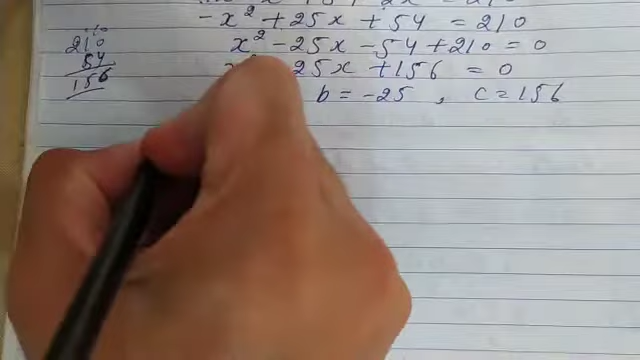 -x² + 25x + 54 = 210
x² - 25x - 54 + 210 = 0
25x + 156 = 0
b = -25 , c = 156
210
54
156